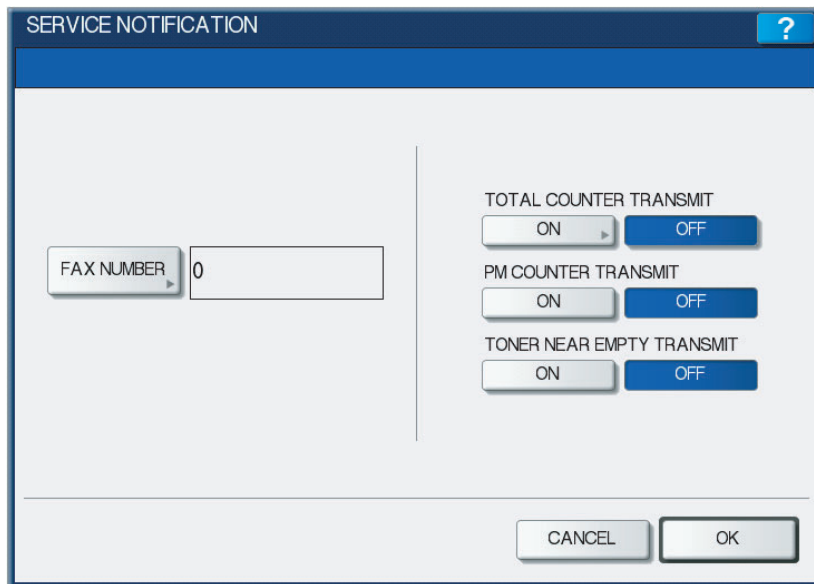 SERVICE NOTIFICATION
?
FAX NUMBER
0
TOTAL COUNTER TRANSMIT
ON OFF
PM COUNTER TRANSMIT
ON OFF
TONER NEAR EMPTY TRANSMIT
ON OFF
CANCEL OK